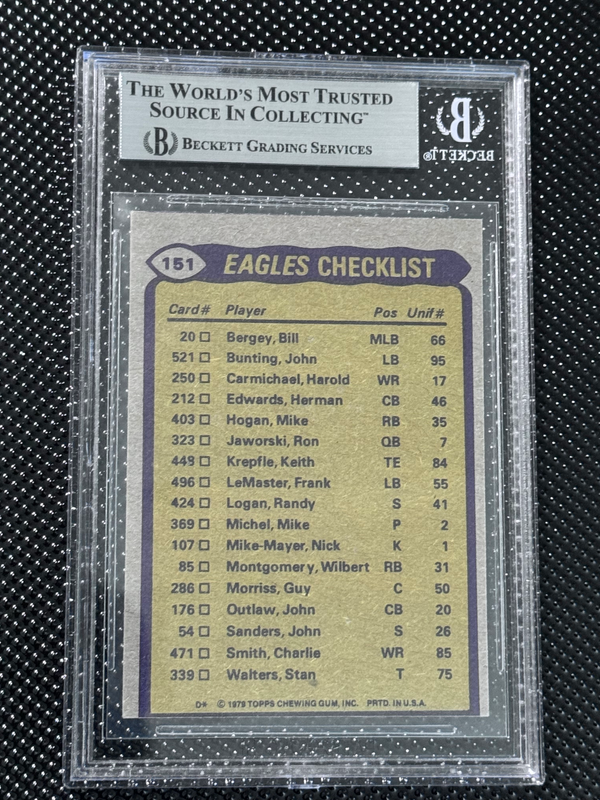 THE WORLD'S MOST TRUSTED
SOURCE IN COLLECTING™
B BECKETT GRADING SERVICES
B
BECKETT®
151 EAGLES CHECKLIST
Card# Player Pos Unif#
20 Bergey, Bill MLB 66
521 Bunting, John LB 95
250 Carmichael, Harold WR 17
212 Edwards, Herman CB 46
403 Hogan, Mike RB 35
323 Jaworski, Ron QB 7
449 Krepfle, Keith TE 84
496 LeMaster, Frank LB 55
424 Logan, Randy S 41
369 Michel, Mike P 2
107 Mike-Mayer, Nick K 1
85 Montgomery, Wilbert RB 31
286 Morriss, Guy C 50
176 Outlaw, John CB 20
54 Sanders, John S 26
471 Smith, Charlie WR 85
339 Walters, Stan T 75
D* © 1979 TOPPS CHEWING GUM, INC. PRTD. IN U.S.A.